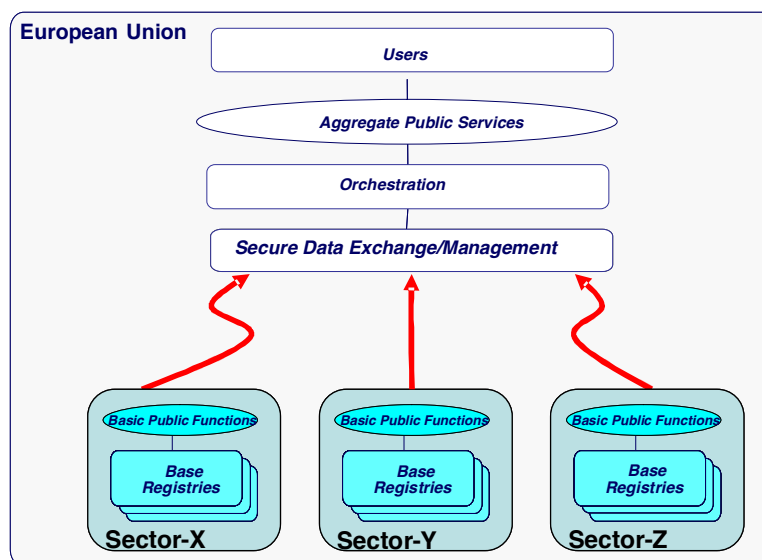 European Union
Users
Aggregate Public Services
Orchestration
Secure Data Exchange/Management
Basic Public Functions
Basic Public Functions
Basic Public Functions
Base
Registries
Base
Registries
Base
Registries
Sector-X
Sector-Y
Sector-Z